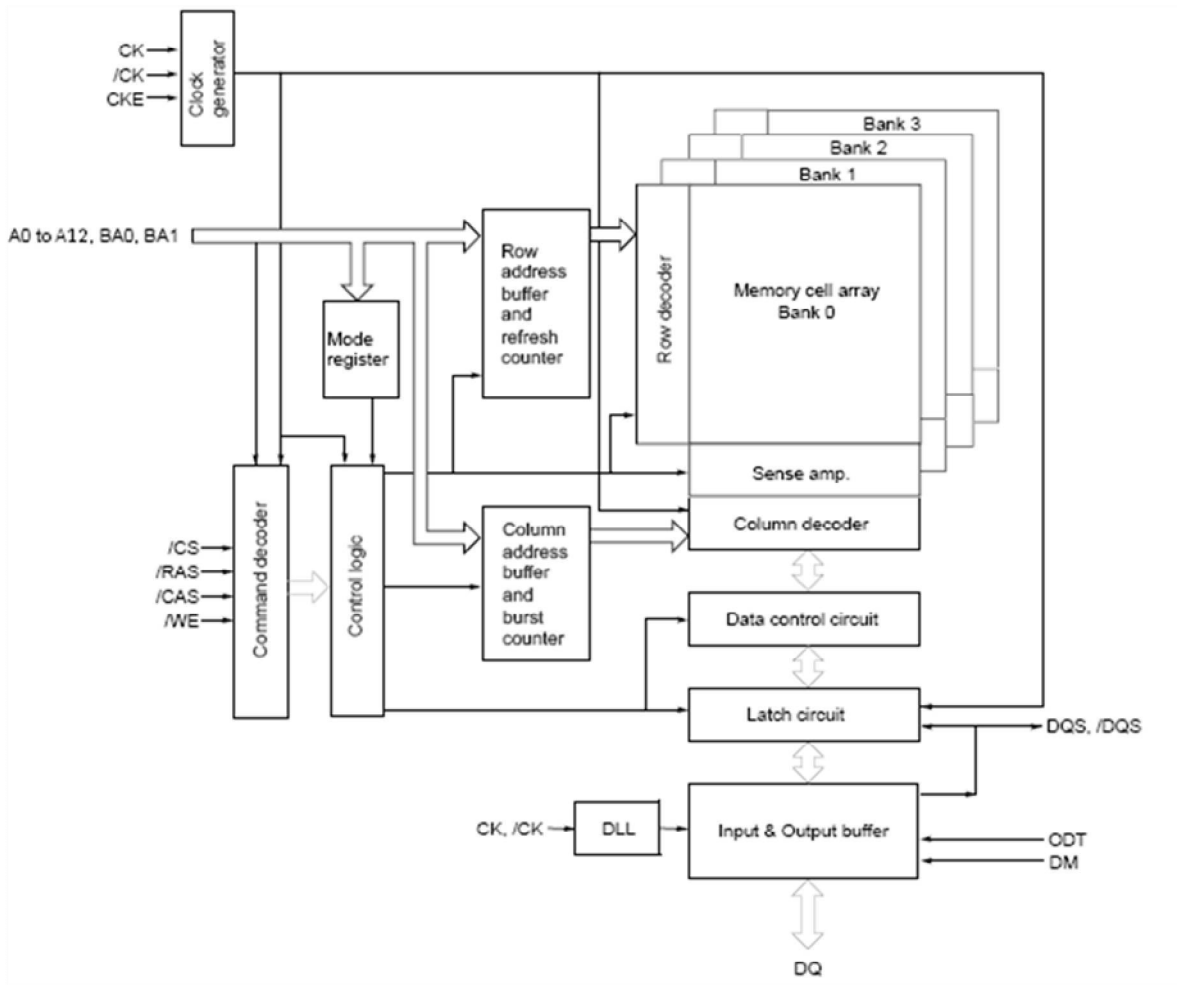 CK
/CK
CKE
Clock
generator
Bank 3
Bank 2
Bank 1
A0 to A12, BA0, BA1
Row
address
buffer
and
refresh
counter
Row decoder
Memory cell array
Bank 0
Mode
register
Sense amp.
Column decoder
/CS
/RAS
/CAS
/WE
Command decoder
Control logic
Column
address
buffer
and
burst
counter
Data control circuit
Latch circuit
DQS, /DQS
CK, /CK
DLL
Input & Output buffer
ODT
DM
DQ